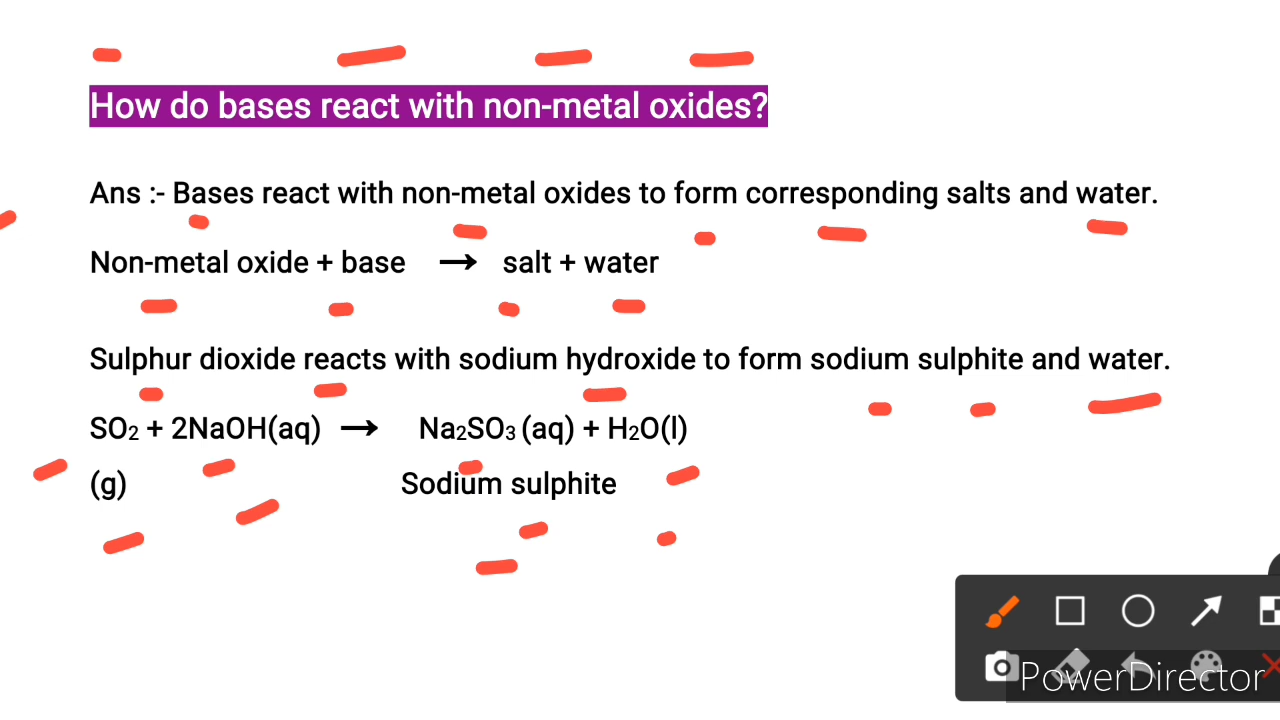 How do bases react with non-metal oxides?
Ans :- Bases react with non-metal oxides to form corresponding salts and water.
Non-metal oxide + base → salt + water
Sulphur dioxide reacts with sodium hydroxide to form sodium sulphite and water.
SO₂ + 2NaOH(aq) → Na₂SO₃ (aq) + H₂O(l)
(g) Sodium sulphite
PowerDirector